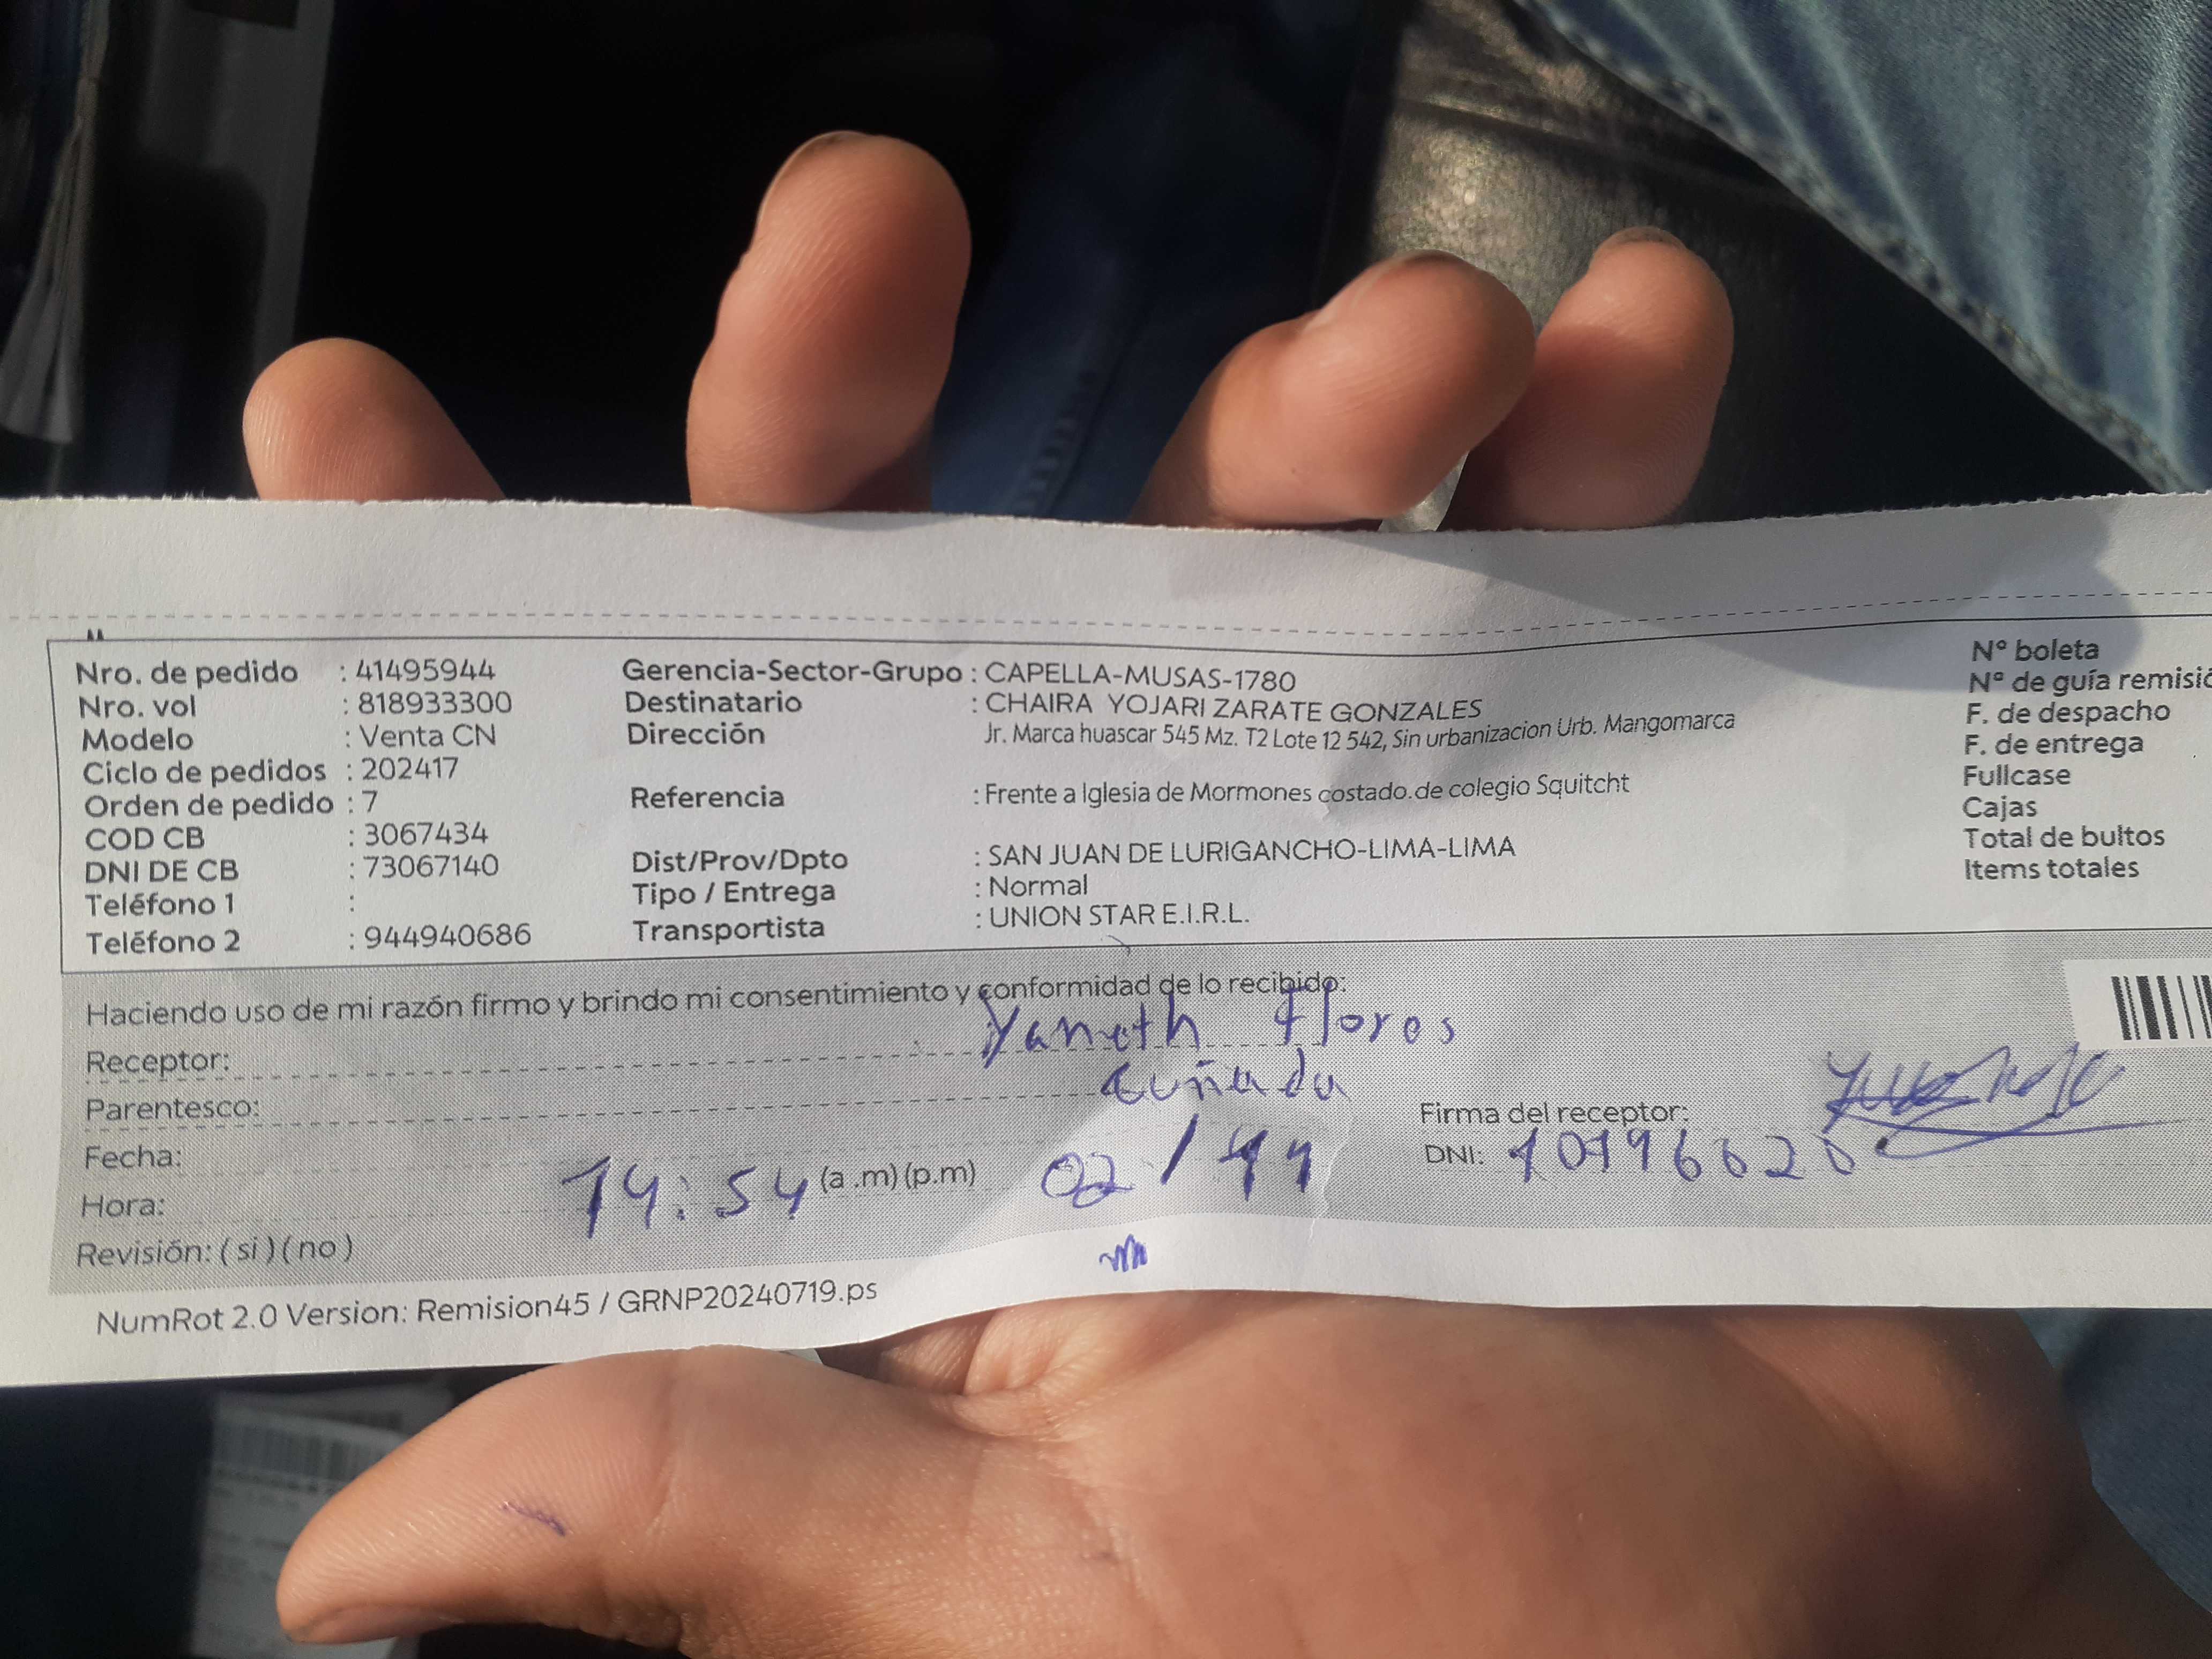 Nro. de pedido : 41495944
Nro. vol : 818933300
Modelo : Venta CN
Ciclo de pedidos : 202417
Orden de pedido : 7
COD CB : 3067434
DNI DE CB : 73067140
Teléfono 1 :
Teléfono 2 : 944940686
Gerencia-Sector-Grupo : CAPELLA-MUSAS-1780
Destinatario : CHAIRA YOJARI ZARATE GONZALES
Dirección Jr. Marca huascar 545 Mz. T2 Lote 12 542, Sin urbanizacion Urb. Mangomarca
Referencia : Frente a Iglesia de Mormones costado.de colegio Squitcht
Dist/Prov/Dpto : SAN JUAN DE LURIGANCHO-LIMA-LIMA
Tipo / Entrega : Normal
Transportista : UNION STAR E.I.R.L.
N° boleta
N° de guía remisió
F. de despacho
F. de entrega
Fullcase
Cajas
Total de bultos
Items totales
Haciendo uso de mi razón firmo y brindo mi consentimiento y conformidad de lo recibido:
Receptor: Yaneth Flores
Parentesco: cuñada
Fecha: 02/11
Hora: 14:54 (a .m) (p.m)
Revisión: ( si ) ( no )
Firma del receptor:
DNI:
NumRot 2.0 Version: Remision45 / GRNP20240719.ps